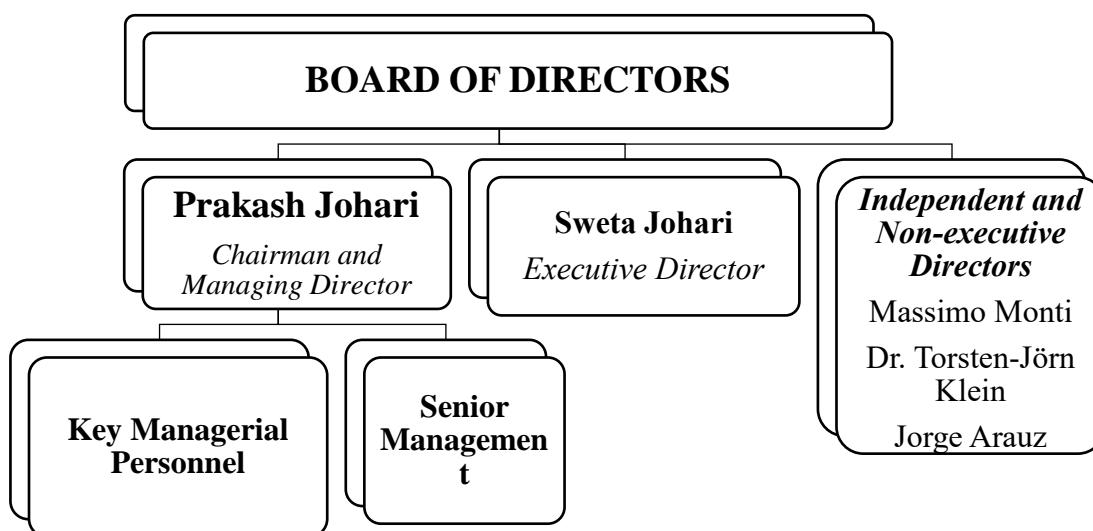 BOARD OF DIRECTORS
Prakash Johari
Chairman and
Managing Director
Sweta Johari
Executive Director
Independent and
Non-executive
Directors
Massimo Monti
Dr. Torsten-Jörn
Klein
Jorge Arauz
Key Managerial
Personnel
Senior
Managemen
t